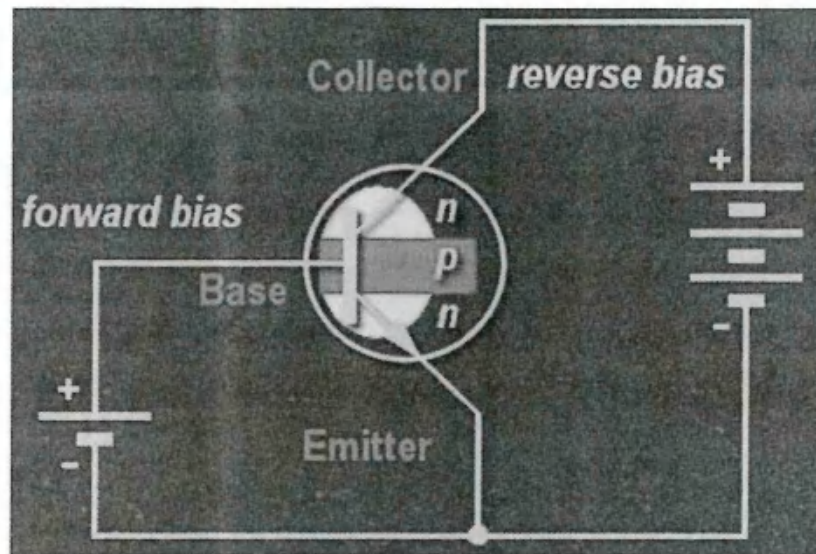 Collector
reverse bias
+
forward bias
n
p
n
Base
-
+
-
Emitter